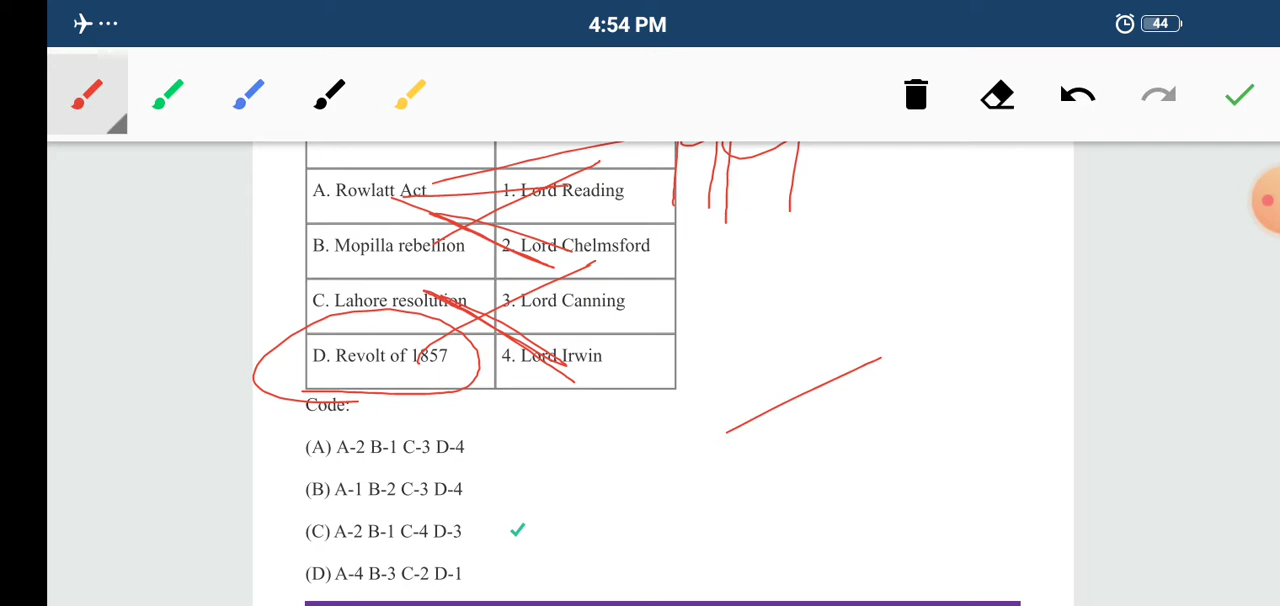 4:54 PM
44
A. Rowlatt Act 1. Lord Reading
B. Mopilla rebellion 2. Lord Chelmsford
C. Lahore resolution 3. Lord Canning
D. Revolt of 1857 4. Lord Irwin
Code:
(A) A-2 B-1 C-3 D-4
(B) A-1 B-2 C-3 D-4
(C) A-2 B-1 C-4 D-3
(D) A-4 B-3 C-2 D-1